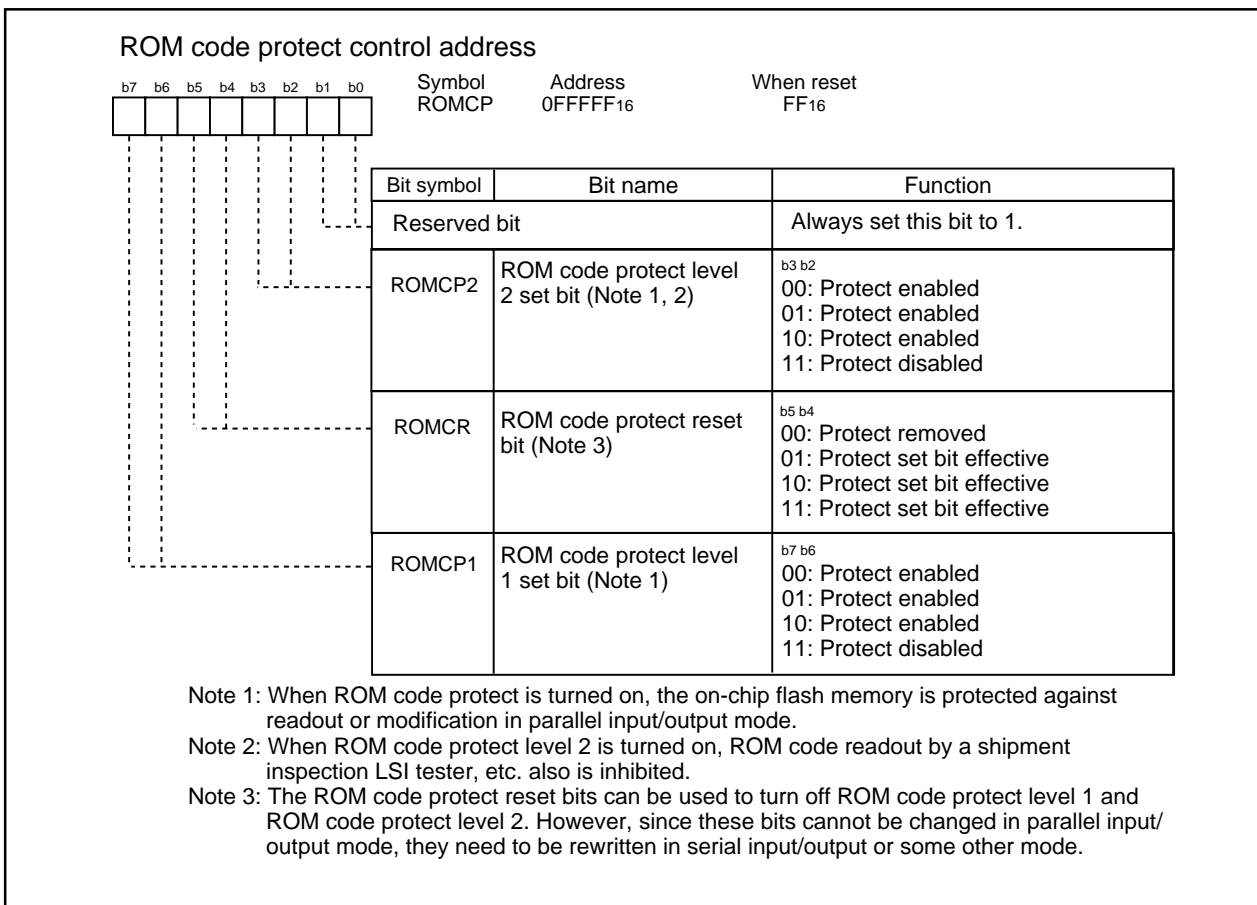 ROM code protect control address
b7 b6 b5 b4 b3 b2 b1 b0
Symbol Address When reset
ROMCP 0FFFFF16 FF16
Bit symbol Bit name Function
Reserved bit Always set this bit to 1.
ROMCP2
ROM code protect level
2 set bit (Note 1, 2)
b3 b2
00: Protect enabled
01: Protect enabled
10: Protect enabled
11: Protect disabled
ROMCR
ROM code protect reset
bit (Note 3)
b5 b4
00: Protect removed
01: Protect set bit effective
10: Protect set bit effective
11: Protect set bit effective
ROMCP1
ROM code protect level
1 set bit (Note 1)
b7 b6
00: Protect enabled
01: Protect enabled
10: Protect enabled
11: Protect disabled
Note 1: When ROM code protect is turned on, the on-chip flash memory is protected against
readout or modification in parallel input/output mode.
Note 2: When ROM code protect level 2 is turned on, ROM code readout by a shipment
inspection LSI tester, etc. also is inhibited.
Note 3: The ROM code protect reset bits can be used to turn off ROM code protect level 1 and
ROM code protect level 2. However, since these bits cannot be changed in parallel input/
output mode, they need to be rewritten in serial input/output or some other mode.